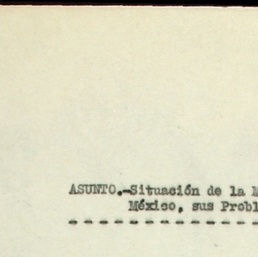 ASUNTO.-Situación de la M
México, sus Probl